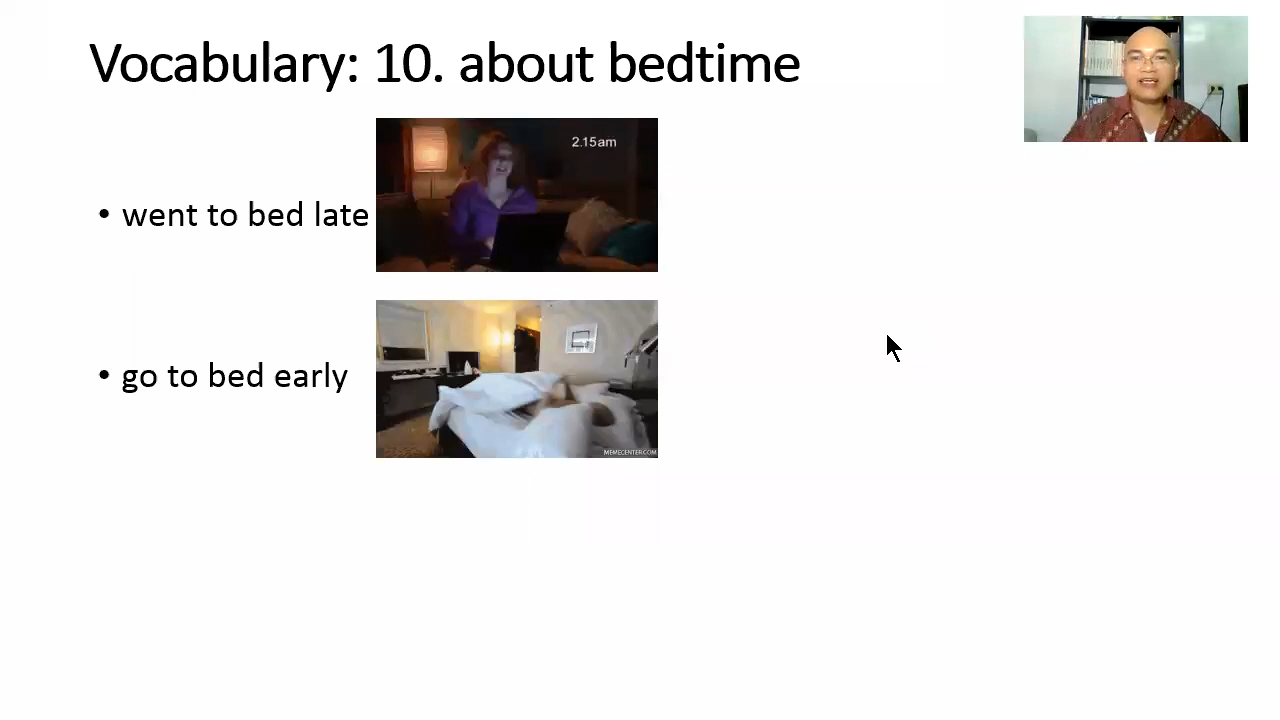 Vocabulary: 10. about bedtime
2.15am
• went to bed late
• go to bed early
MEMECENTER.COM